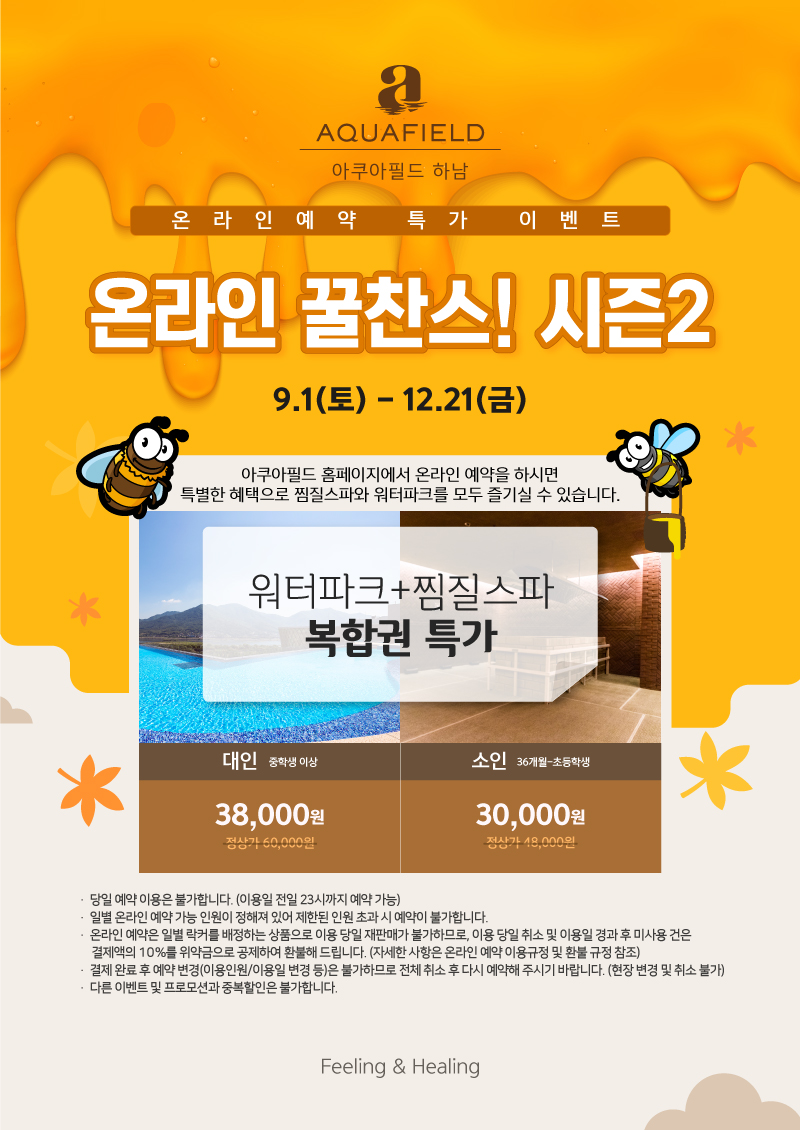 a
AQUAFIELD
아쿠아필드 하남
온라인예약 특가 이벤트
온라인 꿀찬스! 시즌2
9.1(토) - 12.21(금)
아쿠아필드 홈페이지에서 온라인 예약을 하시면
특별한 혜택으로 찜질스파와 워터파크를 모두 즐기실 수 있습니다.
워터파크+찜질스파
복합권 특가
대인 중학생 이상
38,000원
정상가 60,000원
소인 36개월-초등학생
30,000원
정상가 48,000원
· 당일 예약 이용은 불가합니다. (이용일 전일 23시까지 예약 가능)
· 일별 온라인 예약 가능 인원이 정해져 있어 제한된 인원 초과 시 예약이 불가합니다.
· 온라인 예약은 일별 락커를 배정하는 상품으로 이용 당일 재판매가 불가하므로, 이용 당일 취소 및 이용일 경과 후 미사용 건은
결제액의 10%를 위약금으로 공제하여 환불해 드립니다. (자세한 사항은 온라인 예약 이용규정 및 환불 규정 참조)
· 결제 완료 후 예약 변경(이용인원/이용일 변경 등)은 불가하므로 전체 취소 후 다시 예약해 주시기 바랍니다. (현장 변경 및 취소 불가)
· 다른 이벤트 및 프로모션과 중복할인은 불가합니다.
Feeling & Healing